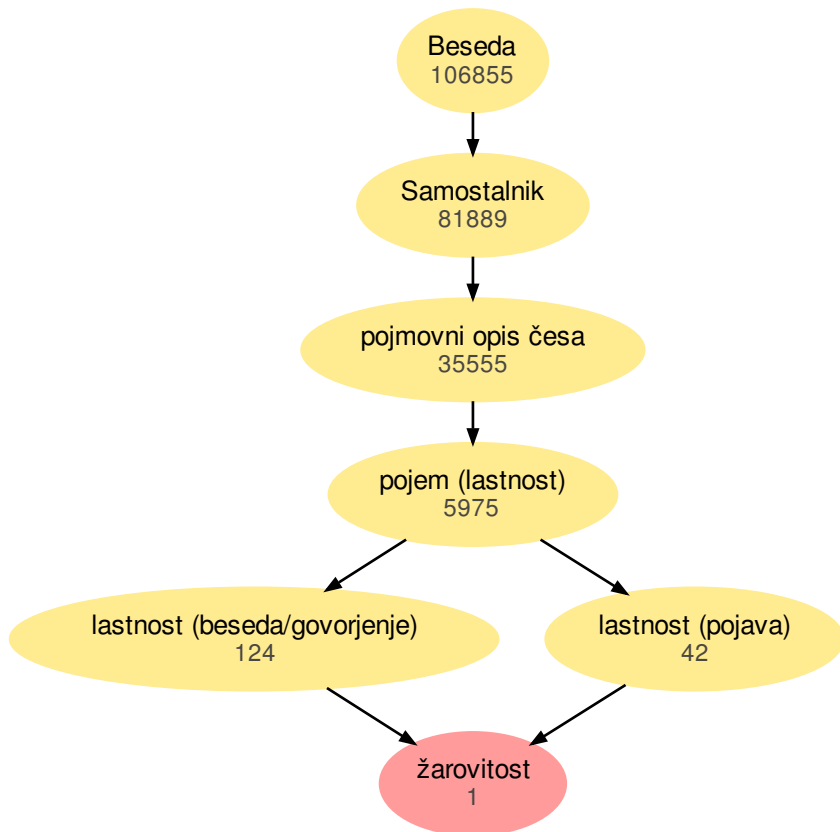 Beseda
106855
Samostalnik
81889
pojmovni opis česa
35555
pojem (lastnost)
5975
lastnost (beseda/govorjenje)
124
lastnost (pojava)
42
žarovitost
1